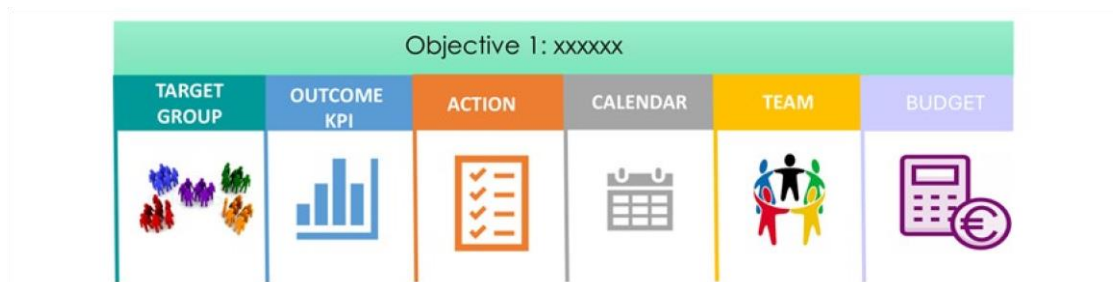 Objective 1: xxxxxx
TARGET GROUP
OUTCOME KPI
ACTION
CALENDAR
TEAM
BUDGET
€